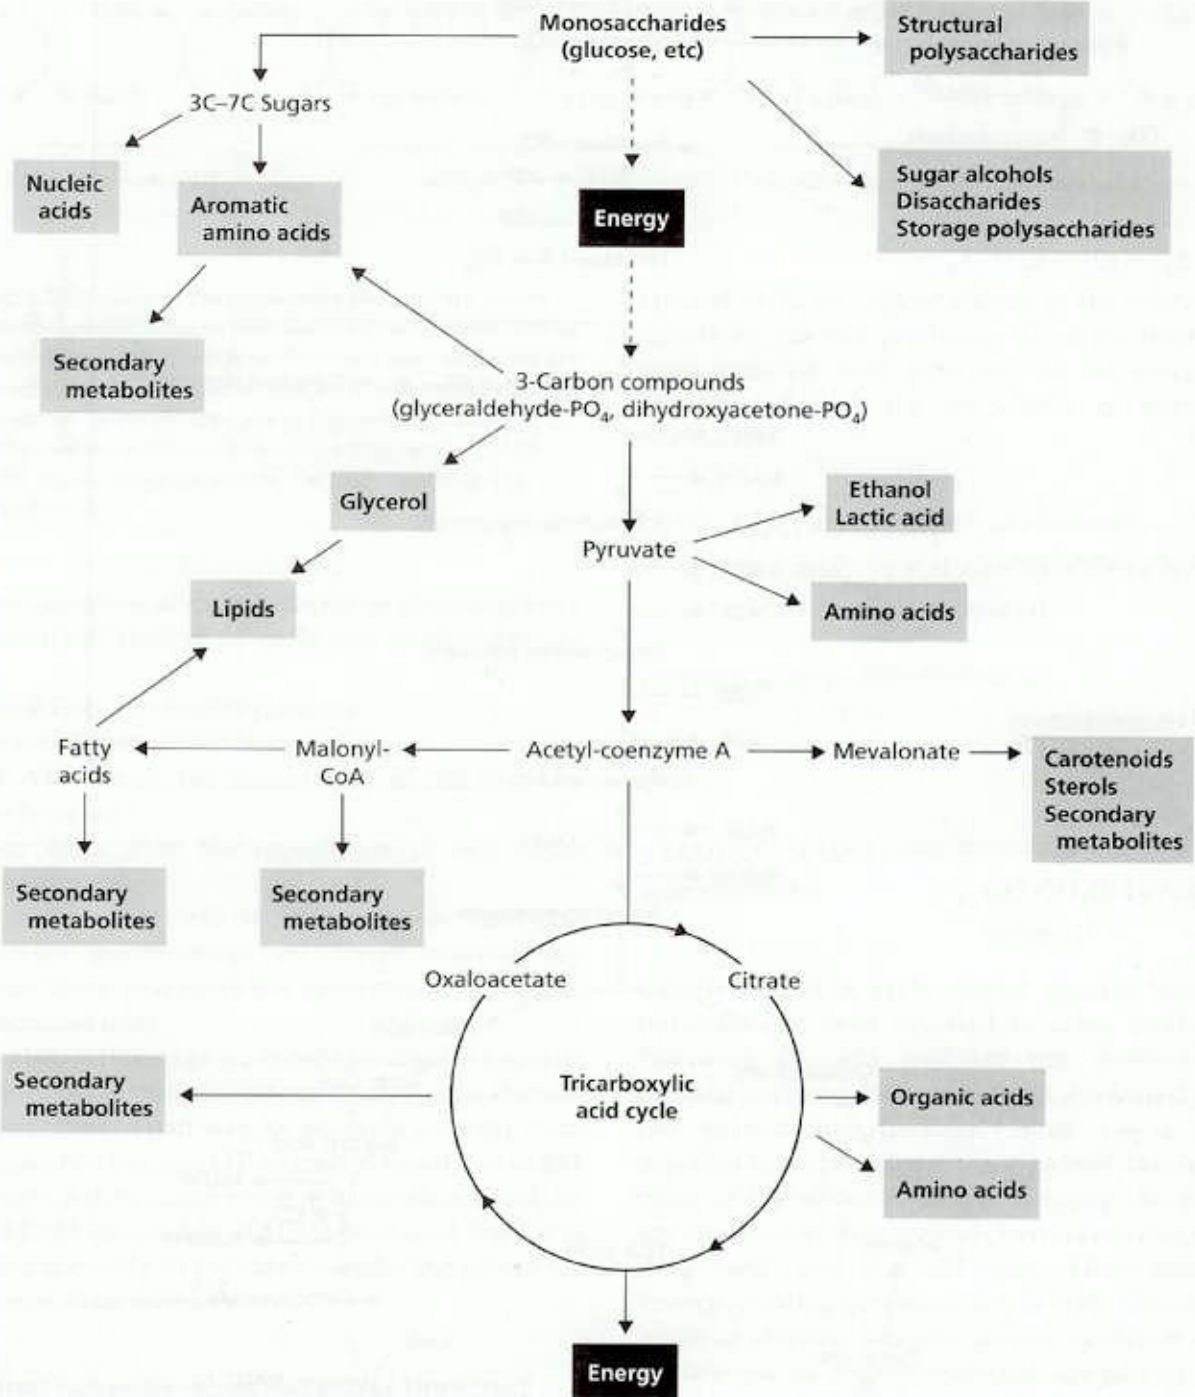 Monosaccharides
(glucose, etc)
Structural
polysaccharides
3C–7C Sugars
Nucleic
acids
Aromatic
amino acids
Energy
Sugar alcohols
Disaccharides
Storage polysaccharides
Secondary
metabolites
3-Carbon compounds
(glyceraldehyde-PO₄, dihydroxyacetone-PO₄)
Glycerol
Ethanol
Lactic acid
Pyruvate
Lipids
Amino acids
Fatty
acids
Malonyl-
CoA
Acetyl-coenzyme A
Mevalonate
Carotenoids
Sterols
Secondary
metabolites
Secondary
metabolites
Secondary
metabolites
Oxaloacetate
Citrate
Secondary
metabolites
Tricarboxylic
acid cycle
Organic acids
Amino acids
Energy